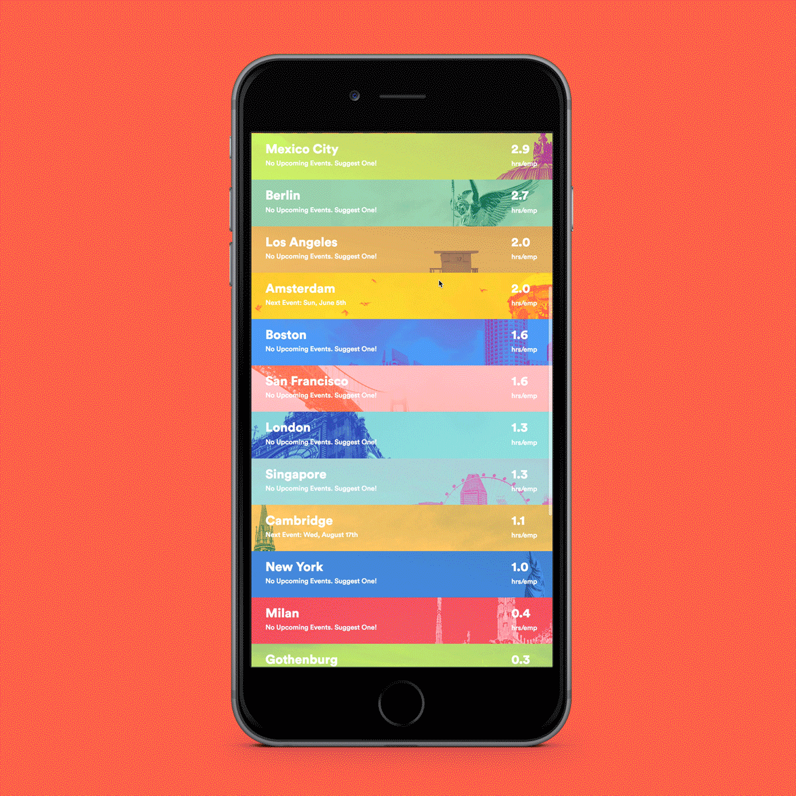 Mexico City 2.9
No Upcoming Events. Suggest One! hrs/emp
Berlin 2.7
No Upcoming Events. Suggest One! hrs/emp
Los Angeles 2.0
No Upcoming Events. Suggest One! hrs/emp
Amsterdam 2.0
Next Event: Sun, June 5th hrs/emp
Boston 1.6
No Upcoming Events. Suggest One! hrs/emp
San Francisco 1.6
No Upcoming Events. Suggest One! hrs/emp
London 1.3
No Upcoming Events. Suggest One! hrs/emp
Singapore 1.3
No Upcoming Events. Suggest One! hrs/emp
Cambridge 1.1
Next Event: Wed, August 17th hrs/emp
New York 1.0
No Upcoming Events. Suggest One! hrs/emp
Milan 0.4
No Upcoming Events. Suggest One! hrs/emp
Gothenburg 0.3